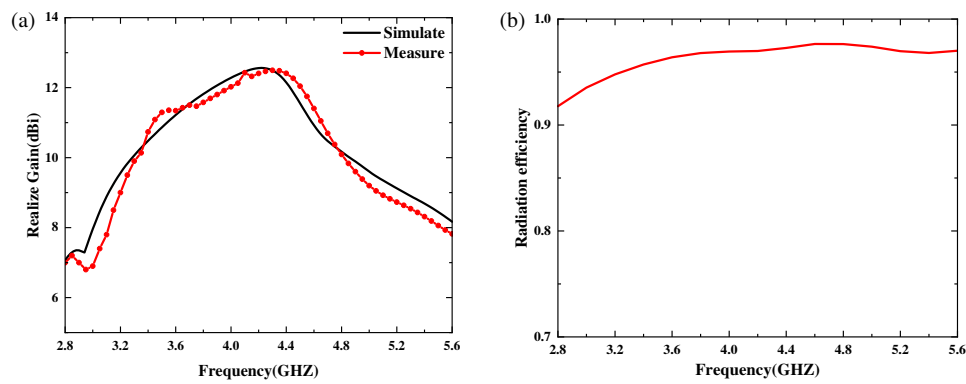 (a)
Simulate
Measure
Realize Gain(dBi)
14
12
10
8
6
2.8 3.2 3.6 4.0 4.4 4.8 5.2 5.6
Frequency(GHZ)
(b)
Radiation efficiency
1.0
0.9
0.8
0.7
2.8 3.2 3.6 4.0 4.4 4.8 5.2 5.6
Frequency(GHZ)